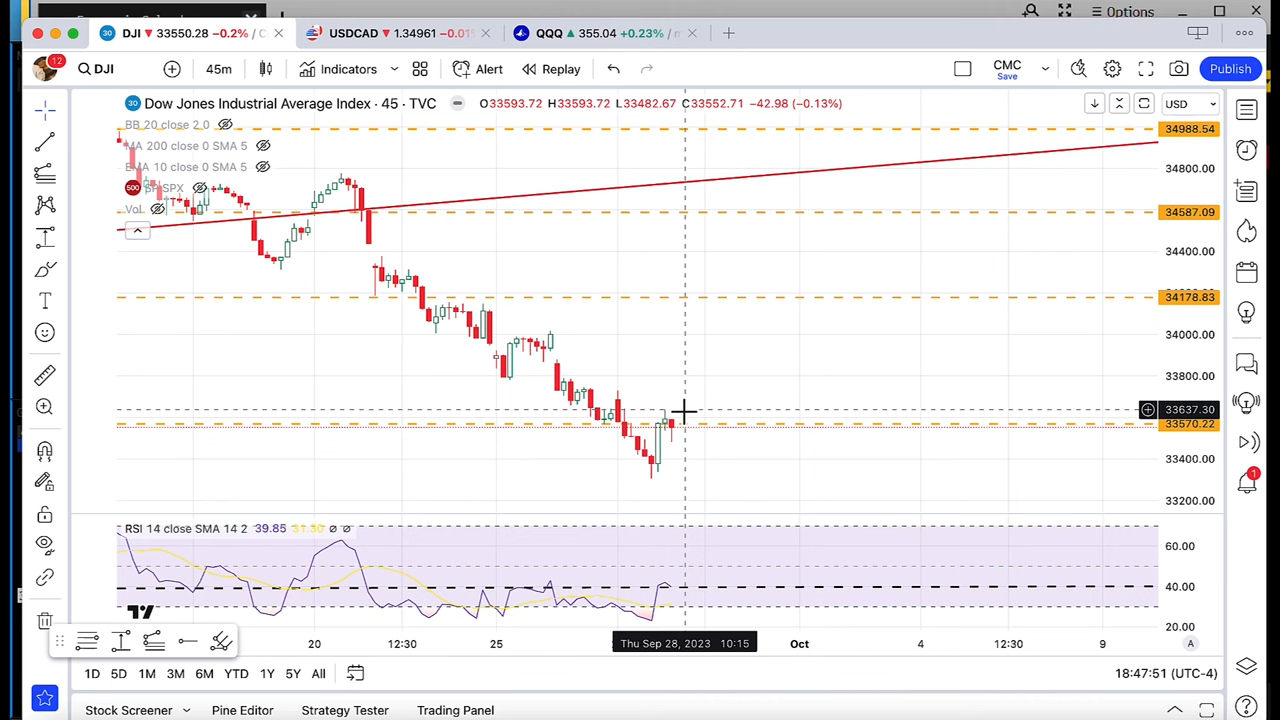 Options
30 DJI 33550.28 −0.2% / USDCAD 1.34961 −0.01 QQQ 355.04 +0.23% /
12 DJI 45m Indicators Alert Replay CMC Save Publish
30 Dow Jones Industrial Average Index · 45 · TVC O33593.72 H33593.72 L33482.67 C33552.71 −42.98 (−0.13%) USD
BB 20 close 2.0
MA 200 close 0 SMA 5
EMA 10 close 0 SMA 5
500
Vol
34988.54
34800.00
34587.09
34400.00
34178.83
34000.00
33800.00
33637.30
33570.22
33400.00
33200.00
1
RSI 14 close SMA 14 2 39.85 31.30 ø ø
60.00
40.00
20.00
20 12:30 25 Thu Sep 28, 2023 10:15 Oct 4 12:30 9 A
1D 5D 1M 3M 6M YTD 1Y 5Y All 18:47:51 (UTC-4)
Stock Screener Pine Editor Strategy Tester Trading Panel